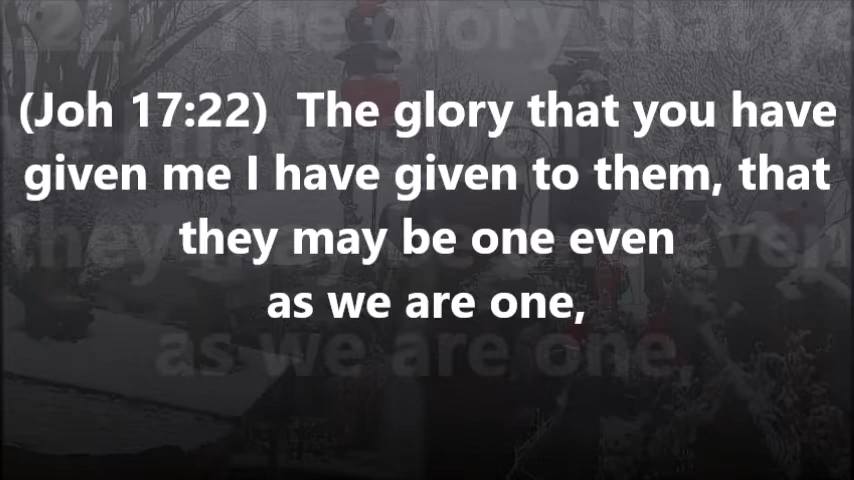 (Joh 17:22)  The glory that you have
given me I have given to them, that
they may be one even
as we are one,